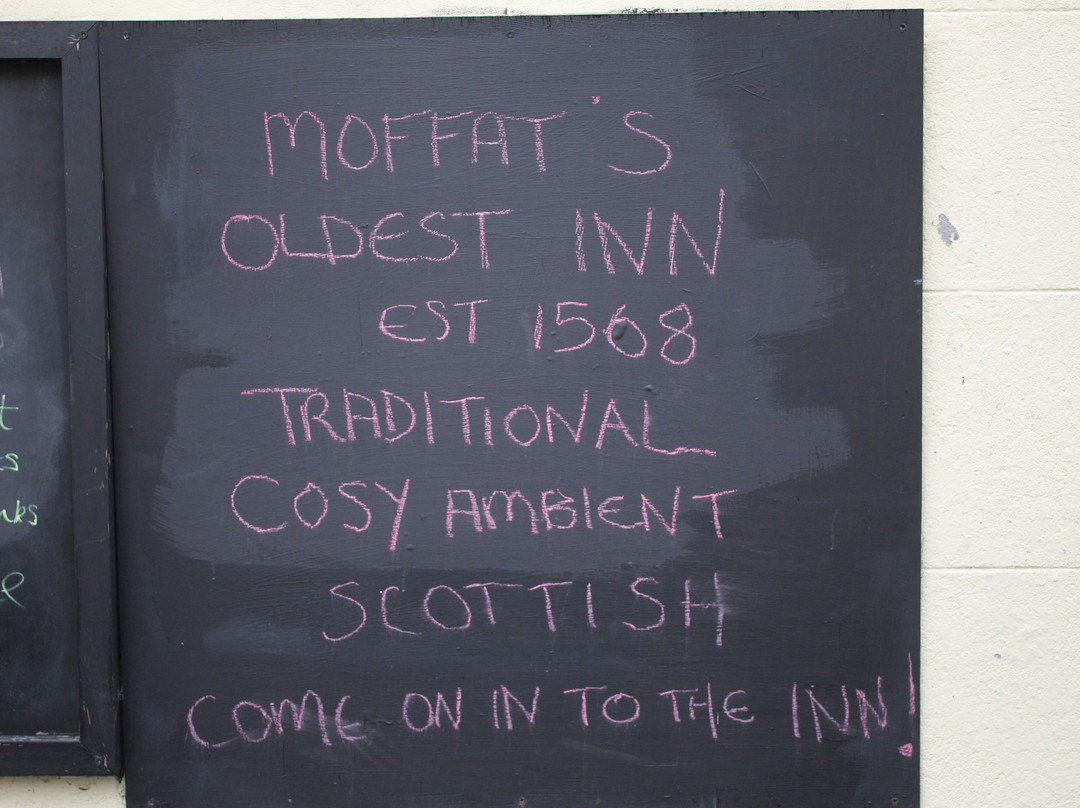 MOFFAT'S
OLDEST INN
EST 1568
TRADITIONAL
COSY AMBIENT
SCOTTISH
COME ON IN TO THE INN!